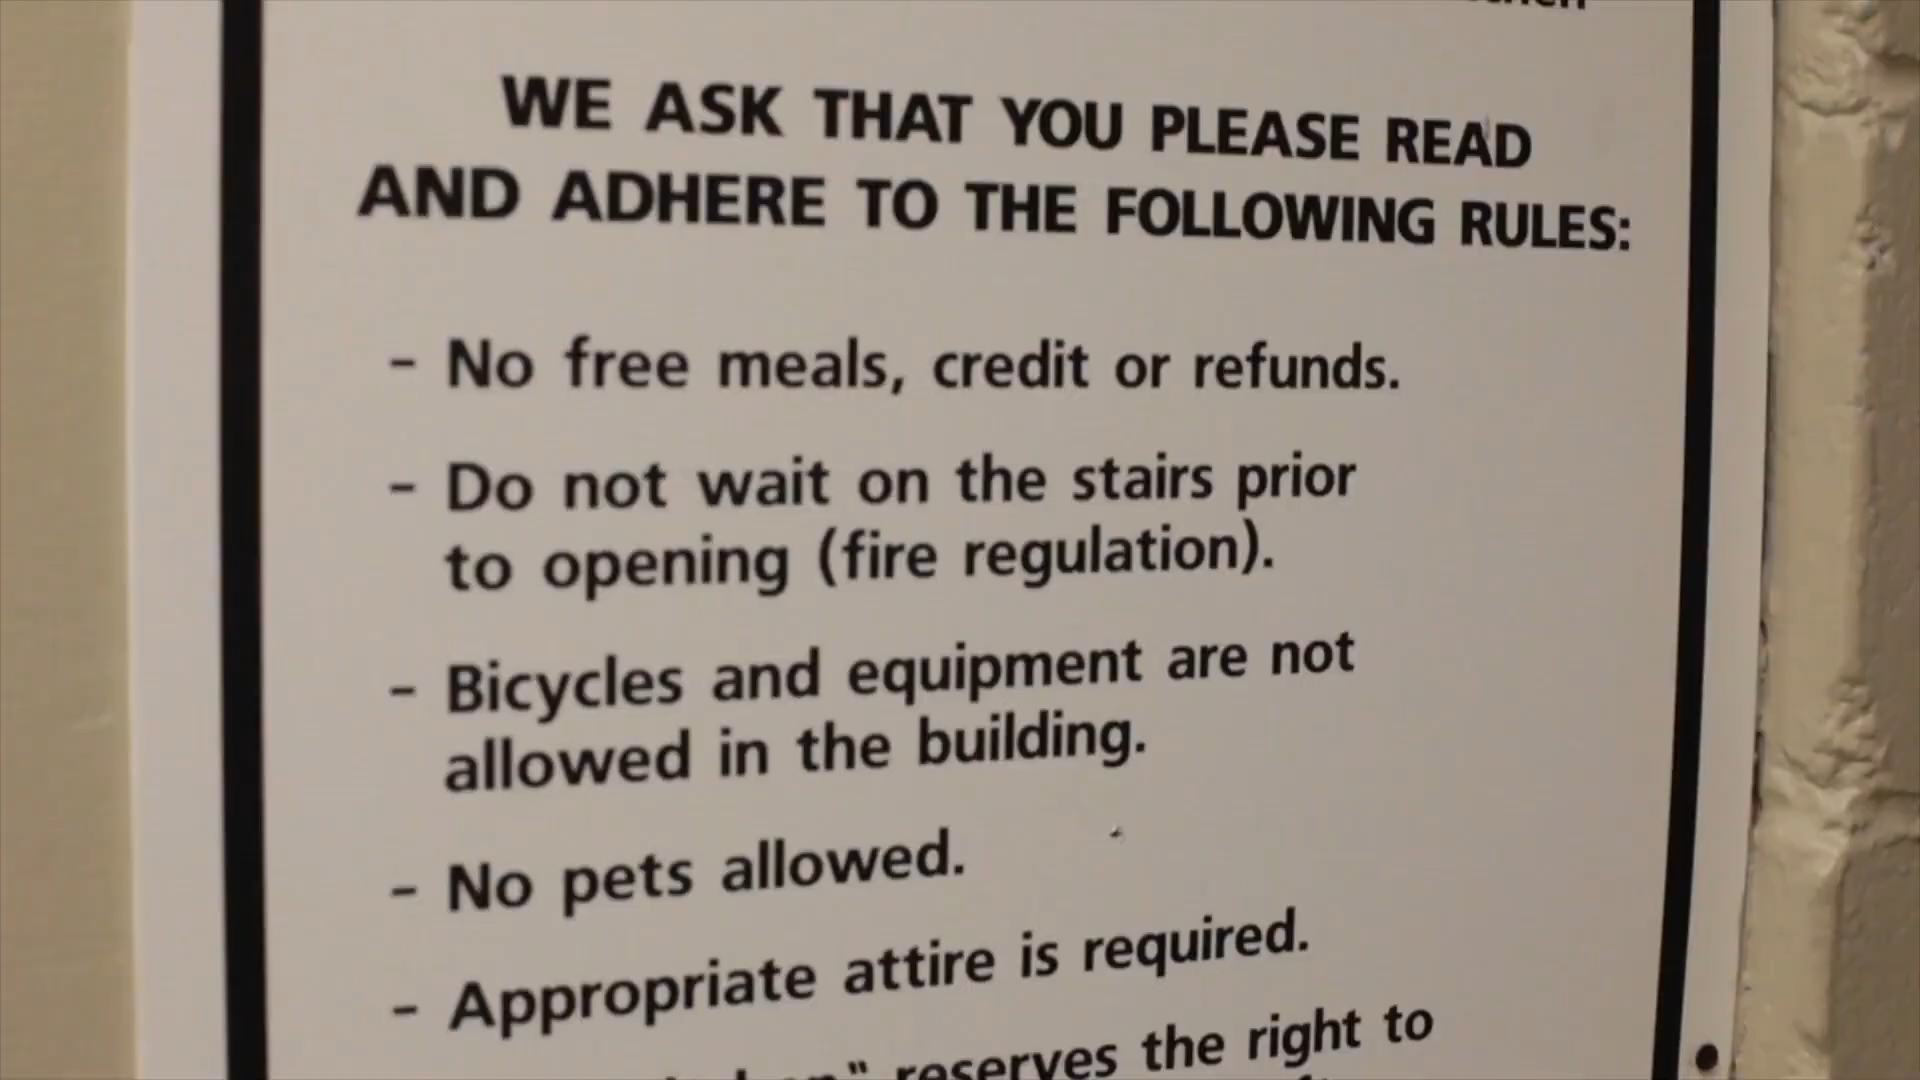 WE ASK THAT YOU PLEASE READ
AND ADHERE TO THE FOLLOWING RULES:
- No free meals, credit or refunds.
- Do not wait on the stairs prior
to opening (fire regulation).
- Bicycles and equipment are not
allowed in the building.
- No pets allowed.
- Appropriate attire is required.
" reserves the right to